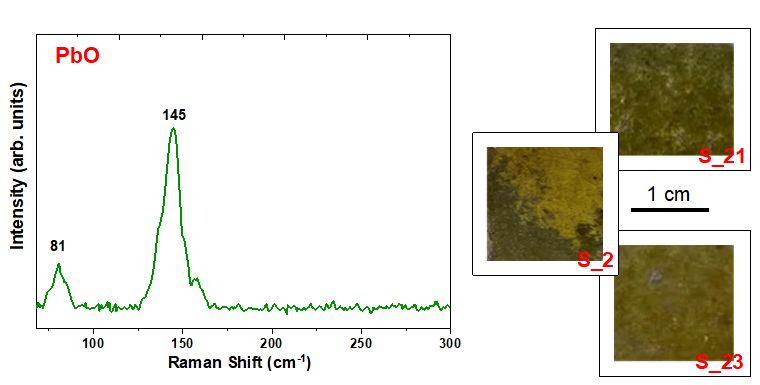 PbO
145
81
Intensity (arb. units)
100
150
200
250
300
Raman Shift (cm⁻¹)
S_21
S_2
1 cm
S_23